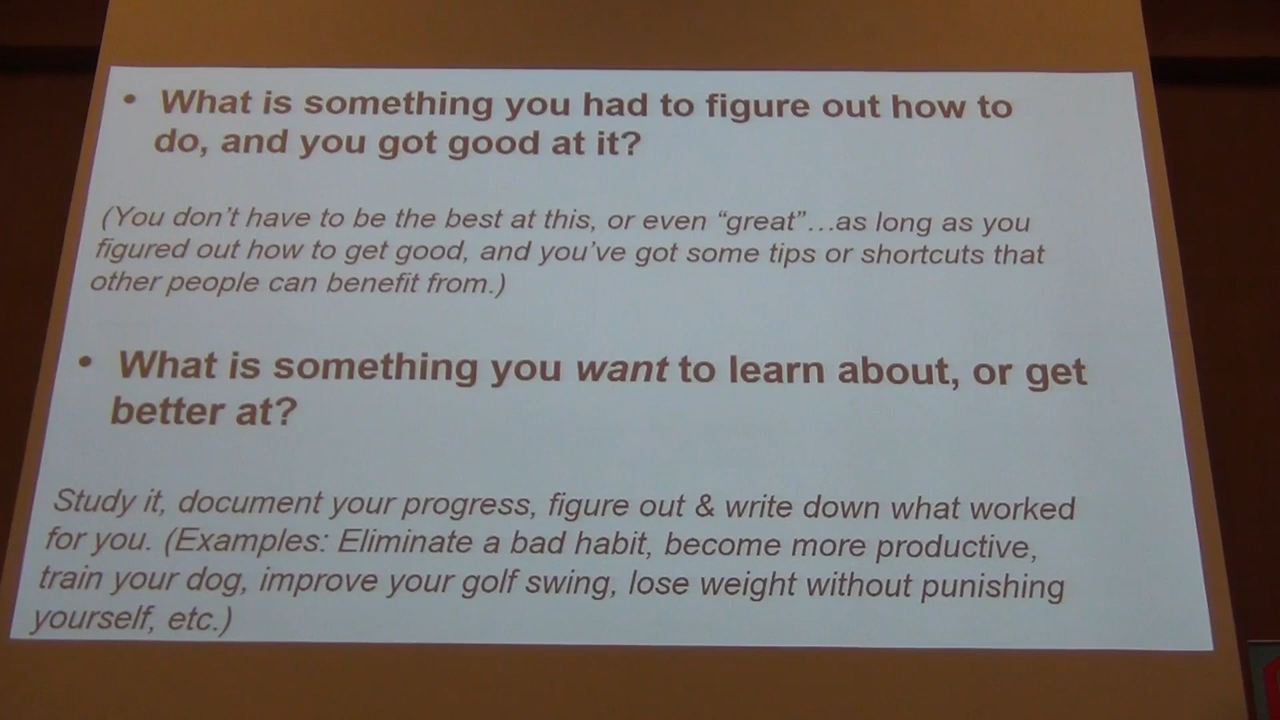 • What is something you had to figure out how to
do, and you got good at it?
(You don't have to be the best at this, or even “great”…as long as you
figured out how to get good, and you've got some tips or shortcuts that
other people can benefit from.)
• What is something you want to learn about, or get
better at?
Study it, document your progress, figure out & write down what worked
for you. (Examples: Eliminate a bad habit, become more productive,
train your dog, improve your golf swing, lose weight without punishing
yourself, etc.)